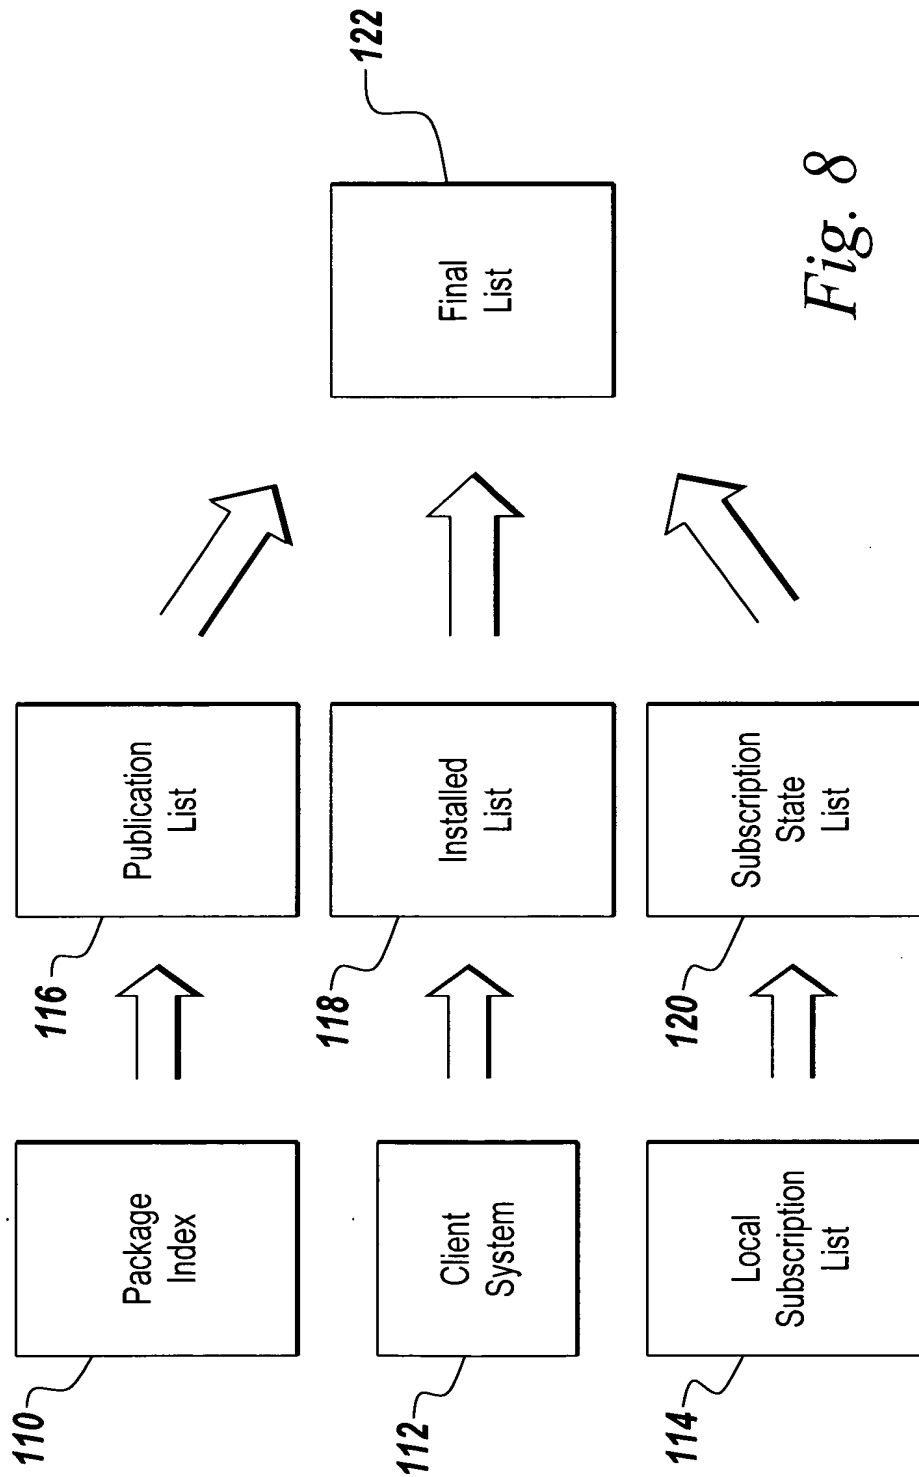 110
Package
Index
116
Publication
List
112
Client
System
118
Installed
List
122
Final
List
114
Local
Subscription
List
120
Subscription
State
List
Fig. 8